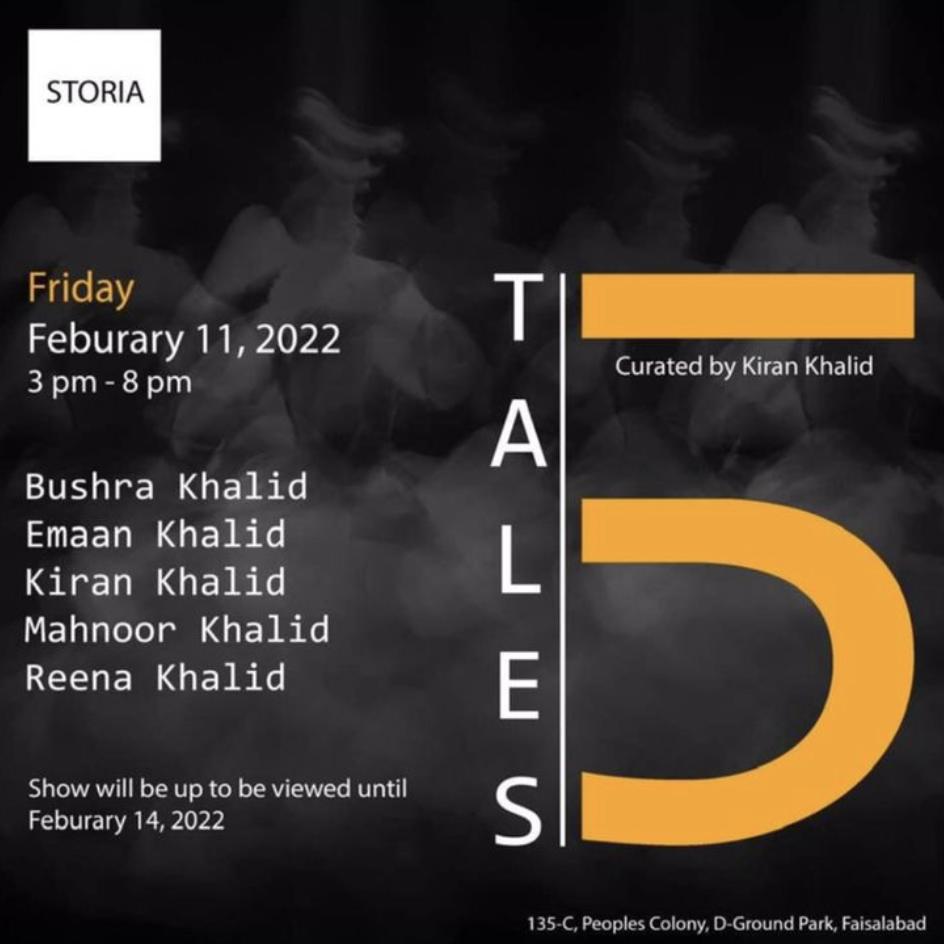 STORIA
Friday
Feburary 11, 2022
3 pm - 8 pm
Bushra Khalid
Emaan Khalid
Kiran Khalid
Mahnoor Khalid
Reena Khalid
Show will be up to be viewed until
Feburary 14, 2022
TALES
5
Curated by Kiran Khalid
135-C, Peoples Colony, D-Ground Park, Faisalabad